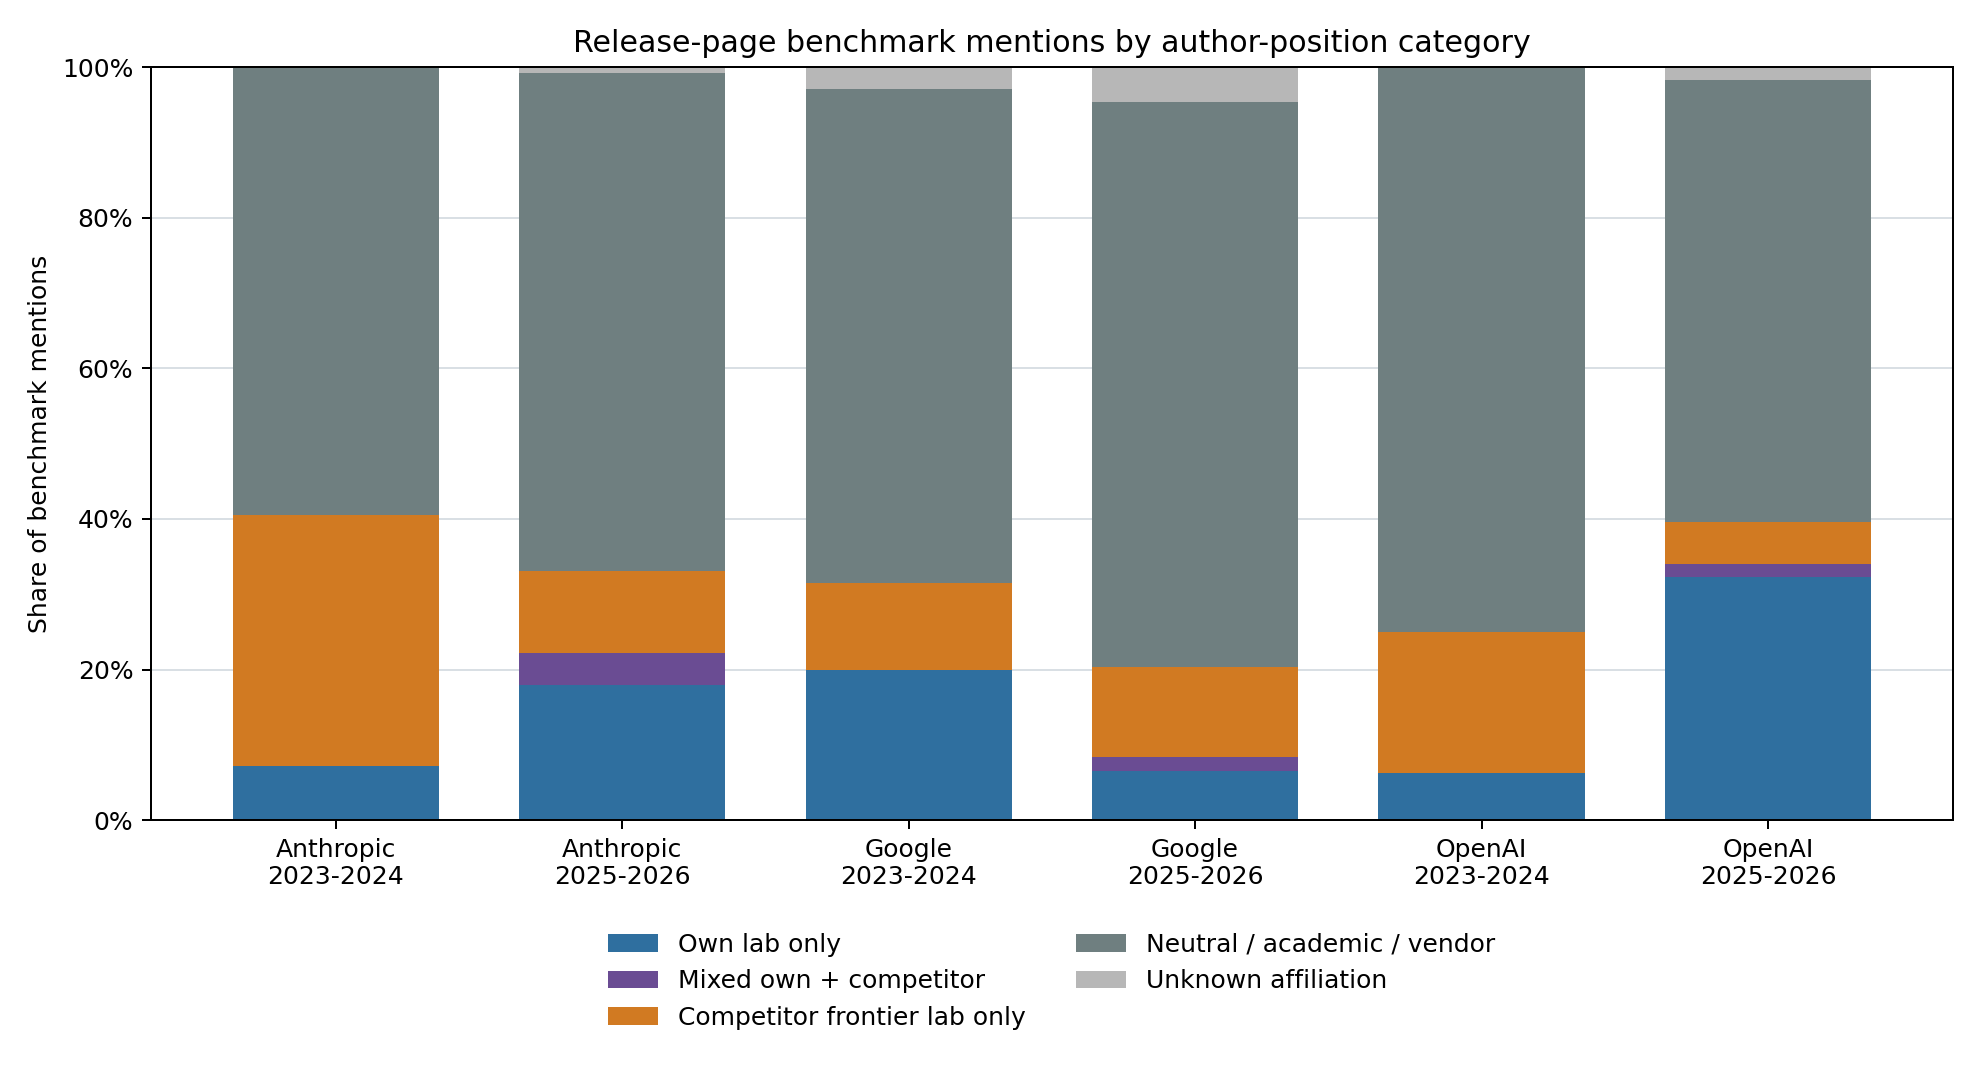 Release-page benchmark mentions by author-position category
Share of benchmark mentions
100%
80%
60%
40%
20%
0%
Anthropic
2023-2024
Anthropic
2025-2026
Google
2023-2024
Google
2025-2026
OpenAI
2023-2024
OpenAI
2025-2026
Own lab only
Mixed own + competitor
Competitor frontier lab only
Neutral / academic / vendor
Unknown affiliation